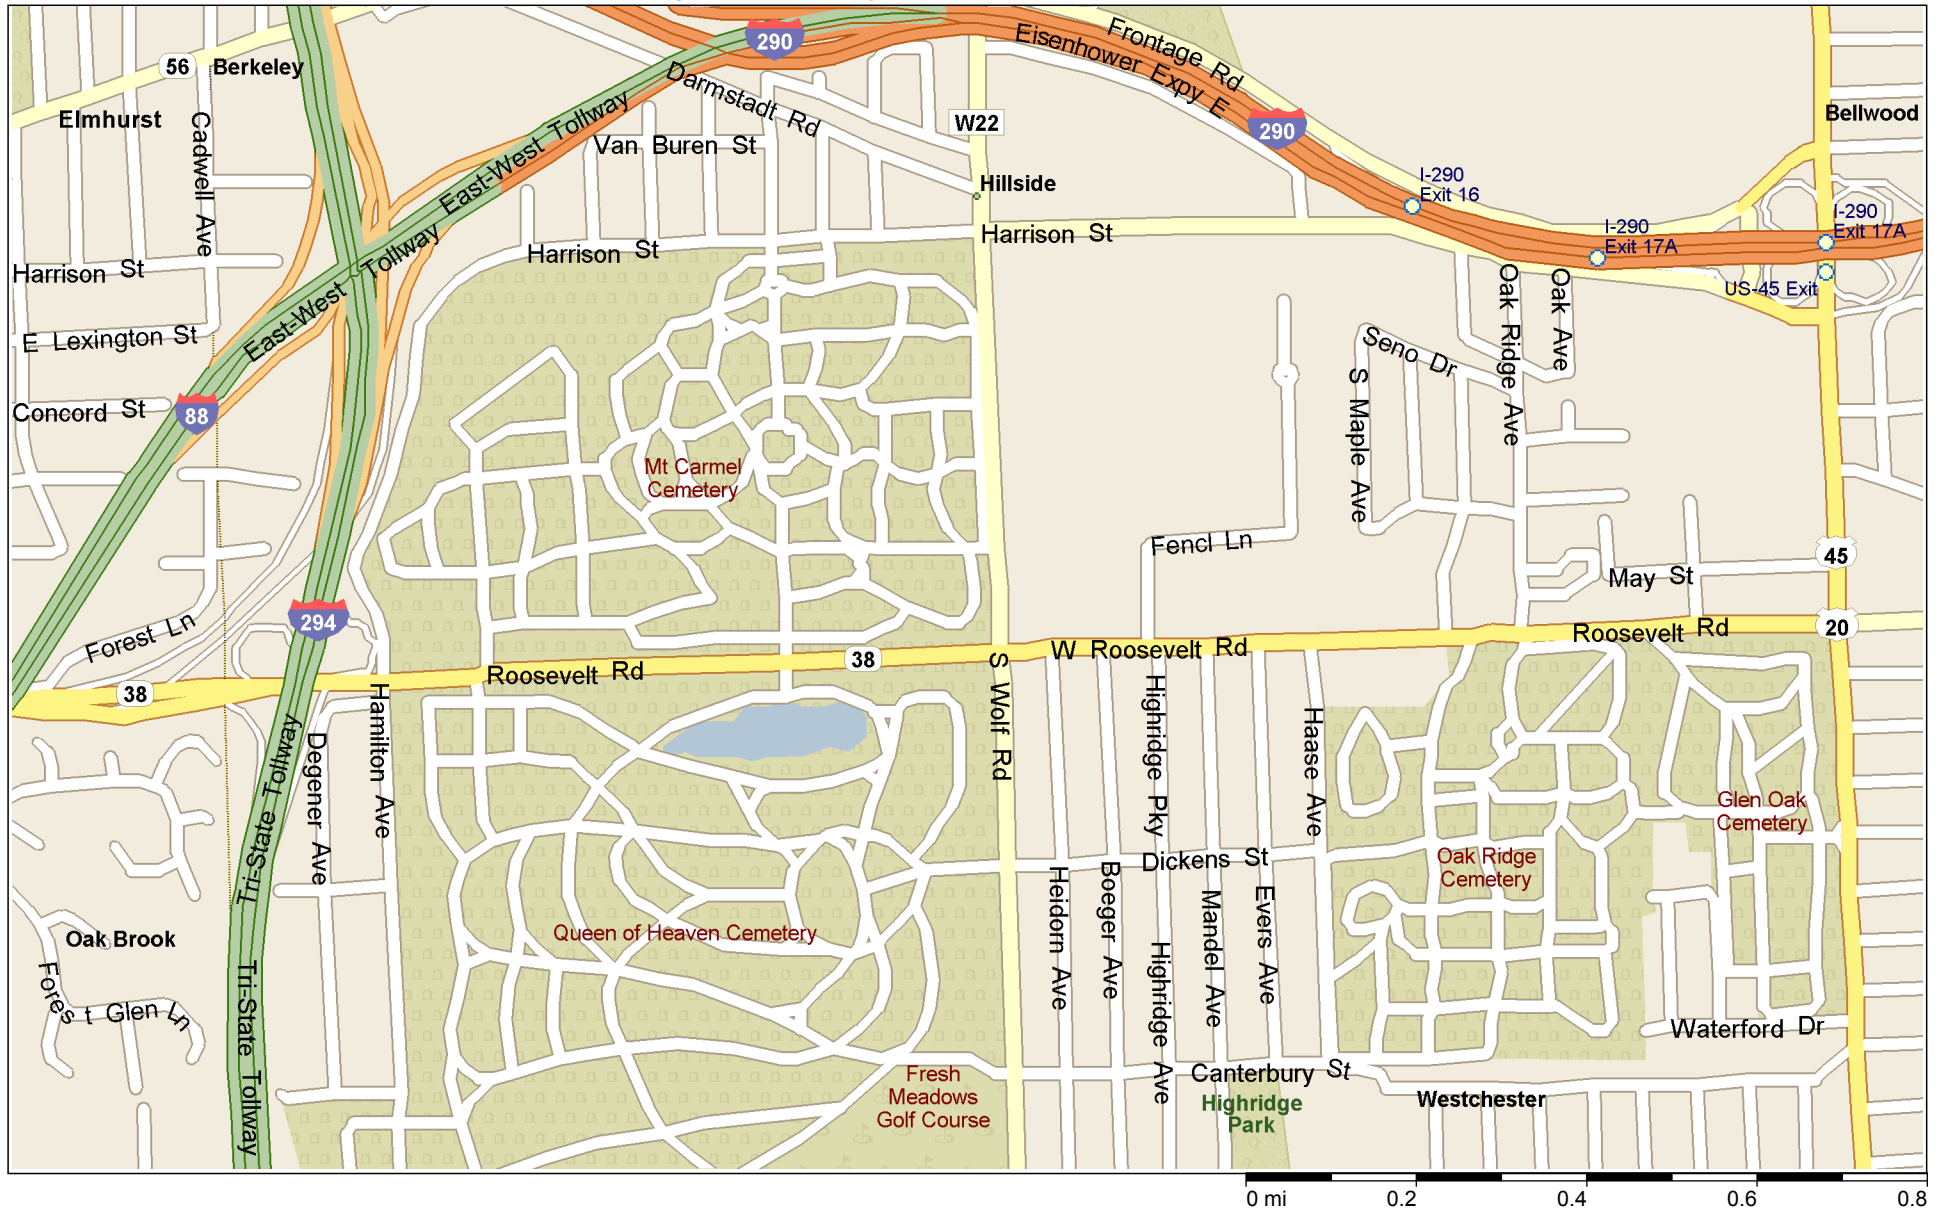 290
Frontage Rd
Eisenhower Expy E
56
Berkeley
Darmstadt Rd
Elmhurst
Cadwell Ave
East-West Tollway
Van Buren St
W22
290
Bellwood
Hillside
I-290
Exit 16
I-290
Exit 17A
I-290
Exit 17A
US-45 Exit
Harrison St
Harrison St
Harrison St
East-West Tollway
E Lexington St
Concord St
88
Oak Ridge Ave
Oak Ave
Seno Dr
S Maple Ave
Mt Carmel
Cemetery
Fencl Ln
45
May St
294
Forest Ln
20
Roosevelt Rd
W Roosevelt Rd
38
Roosevelt Rd
38
S Wolf Rd
Hamilton Ave
Degener Ave
Tri-State Tollway
Highridge Pky
Haase Ave
Glen Oak
Cemetery
Dickens St
Oak Ridge
Cemetery
Heidorn Ave
Boeger Ave
Highridge Ave
Mandel Ave
Evers Ave
Queen of Heaven Cemetery
Oak Brook
Forest Glen Ln
Tri-State Tollway
Waterford Dr
Canterbury St
Fresh
Meadows
Golf Course
Highridge
Park
Westchester
0 mi 0.2 0.4 0.6 0.8